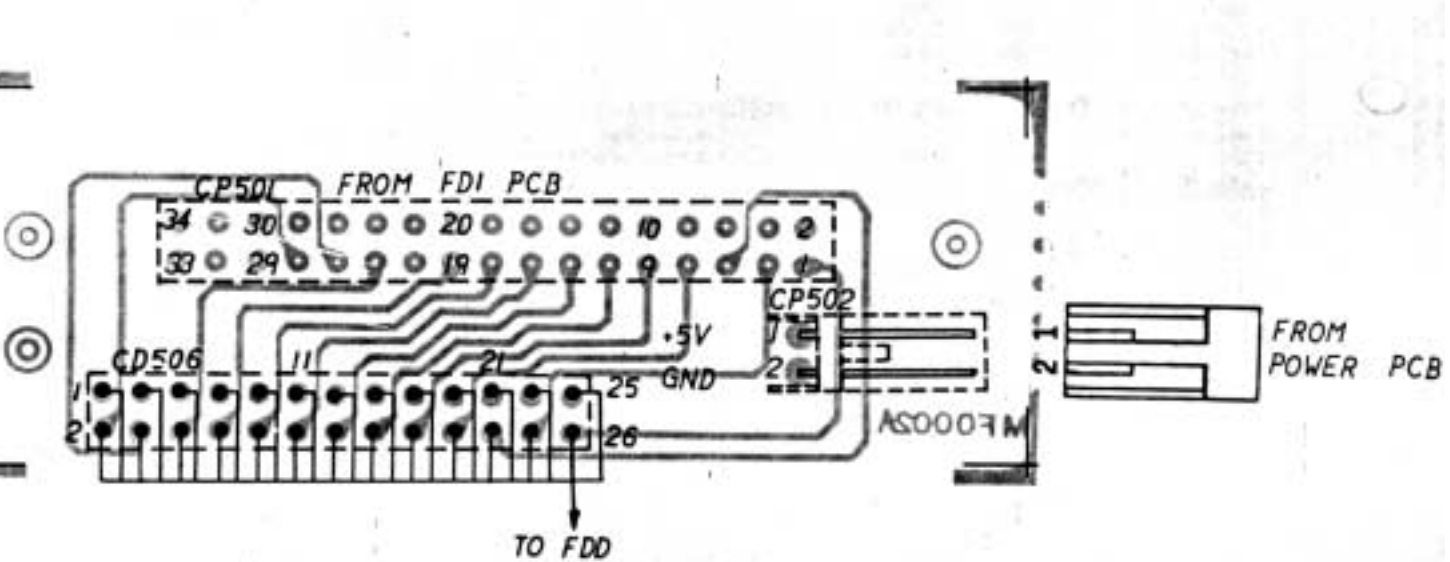 CP501 FROM FDI PCB
34 30 20 10 2
33 29 19 9 1
CP502
1
2
+5V
GND
CD506 11 21
1 25
2 26
MF0002A
TO FDD
1
2
FROM
POWER PCB